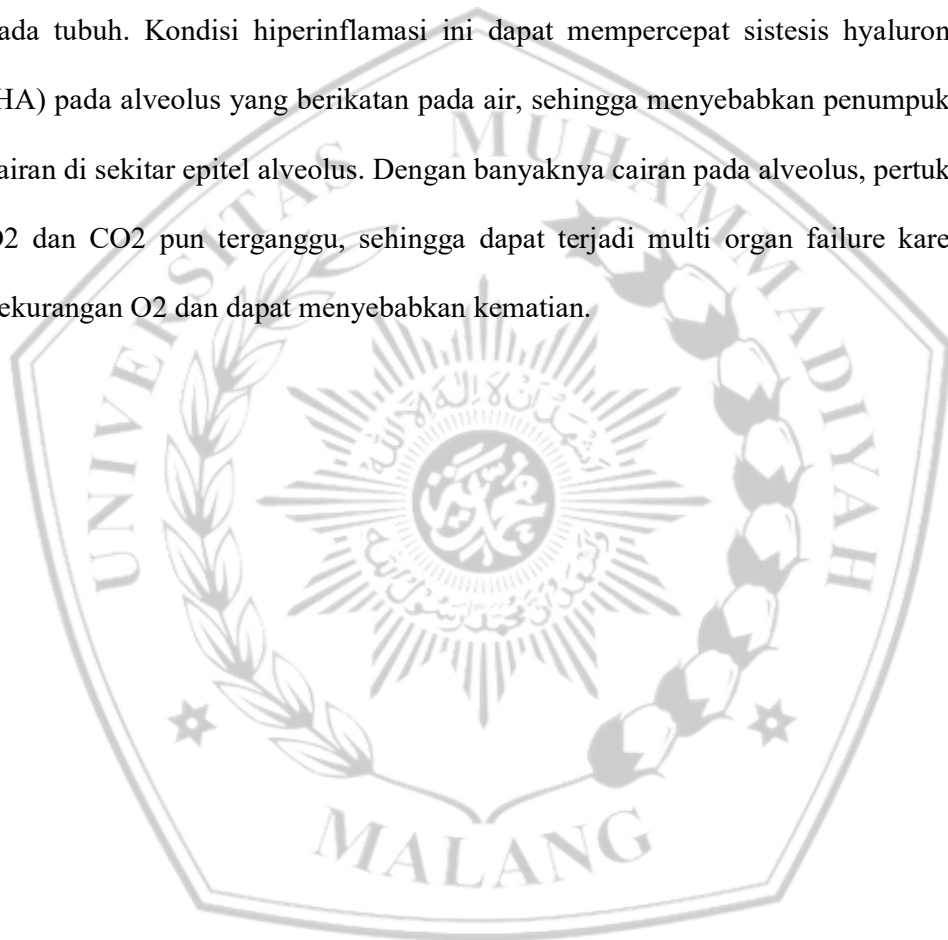 ada tubuh. Kondisi hiperinflamasi ini dapat mempercepat sistesis hyaluron
HA) pada alveolus yang berikatan pada air, sehingga menyebabkan penumpuk
airan di sekitar epitel alveolus. Dengan banyaknya cairan pada alveolus, pertuk
O2 dan CO2 pun terganggu, sehingga dapat terjadi multi organ failure kare
ekurangan O2 dan dapat menyebabkan kematian.
UNIVERSITAS MUHAMMADIYAH
MALANG